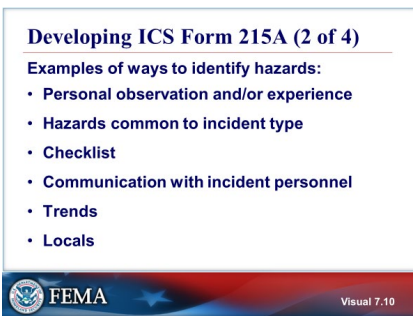 Developing ICS Form 215A (2 of 4)
Examples of ways to identify hazards:
• Personal observation and/or experience
• Hazards common to incident type
• Checklist
• Communication with incident personnel
• Trends
• Locals
FEMA
Visual 7.10